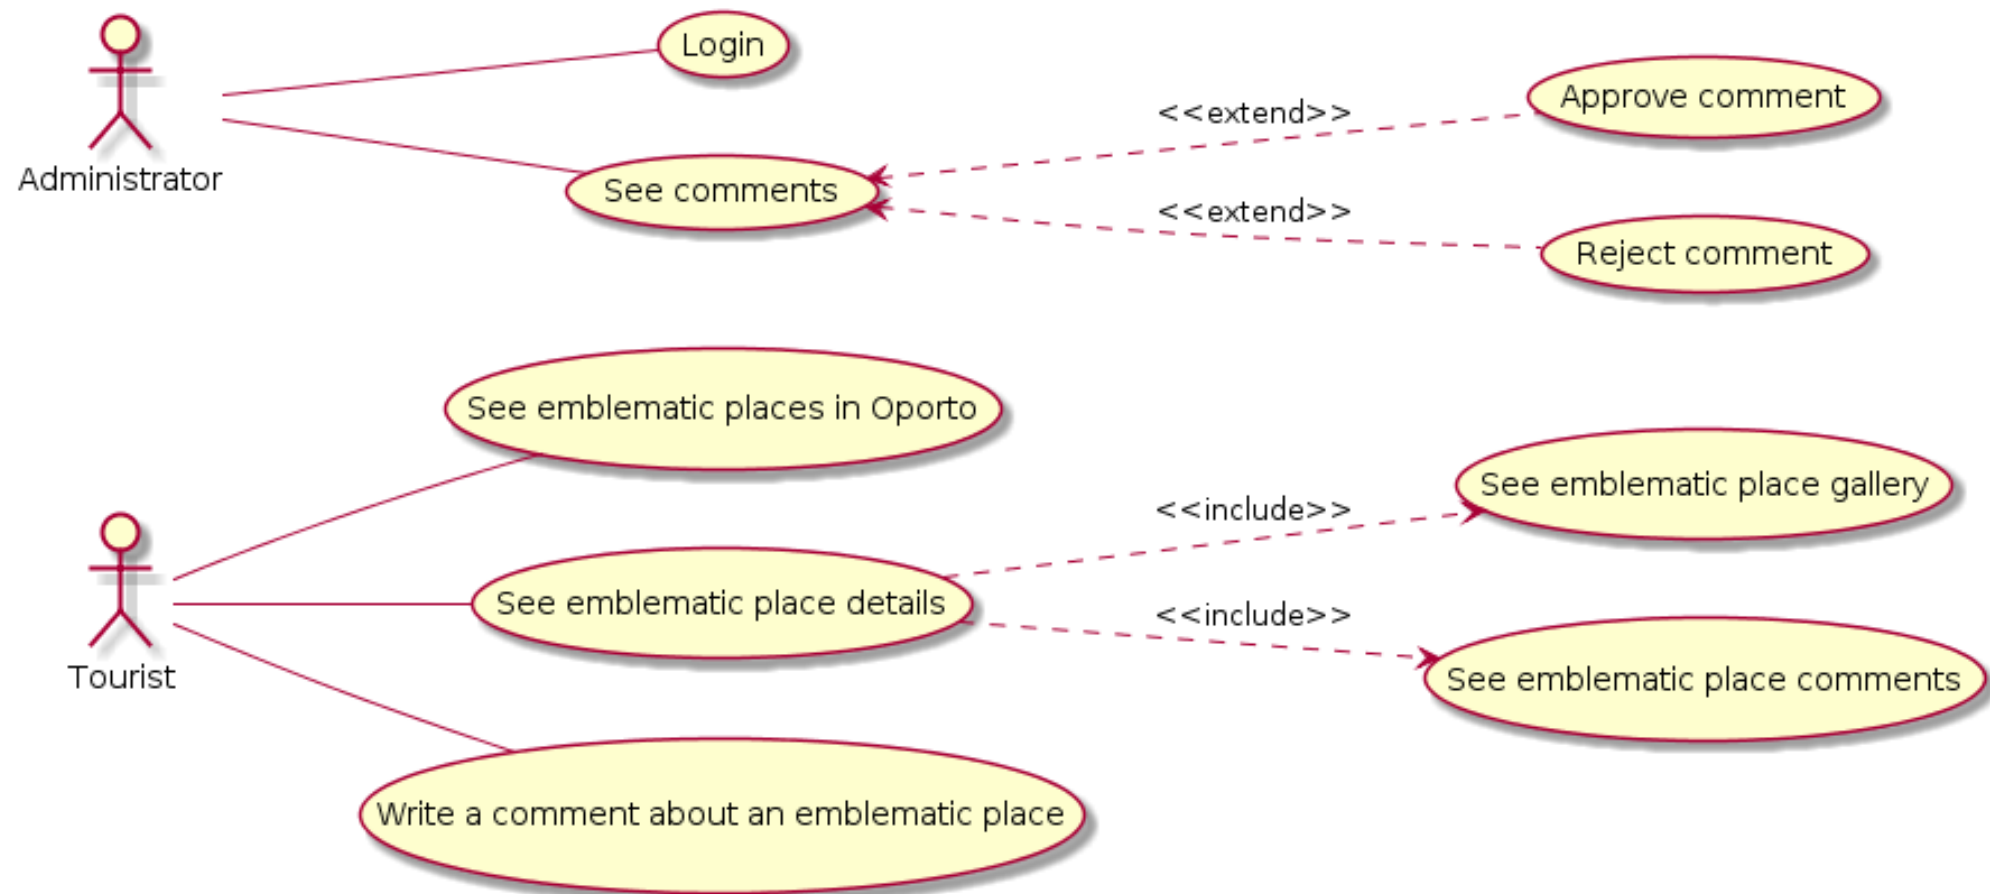 Login
Administrator
See comments
<<extend>>
Approve comment
<<extend>>
Reject comment
See emblematic places in Oporto
Tourist
See emblematic place details
<<include>>
See emblematic place gallery
<<include>>
See emblematic place comments
Write a comment about an emblematic place